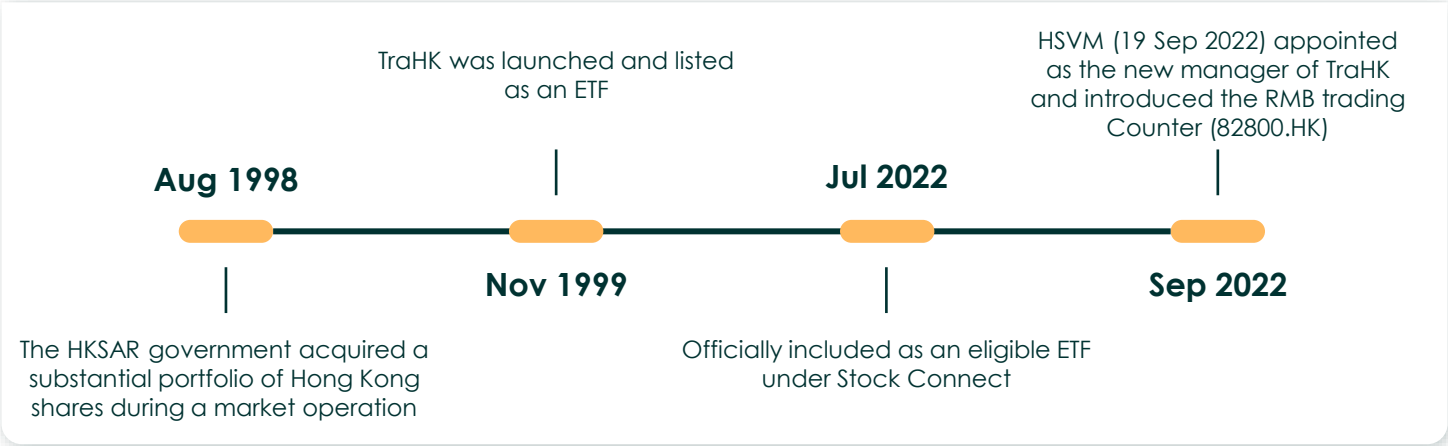 Aug 1998
The HKSAR government acquired a
substantial portfolio of Hong Kong
shares during a market operation
TraHK was launched and listed
as an ETF
Nov 1999
Jul 2022
Officially included as an eligible ETF
under Stock Connect
HSVM (19 Sep 2022) appointed
as the new manager of TraHK
and introduced the RMB trading
Counter (82800.HK)
Sep 2022